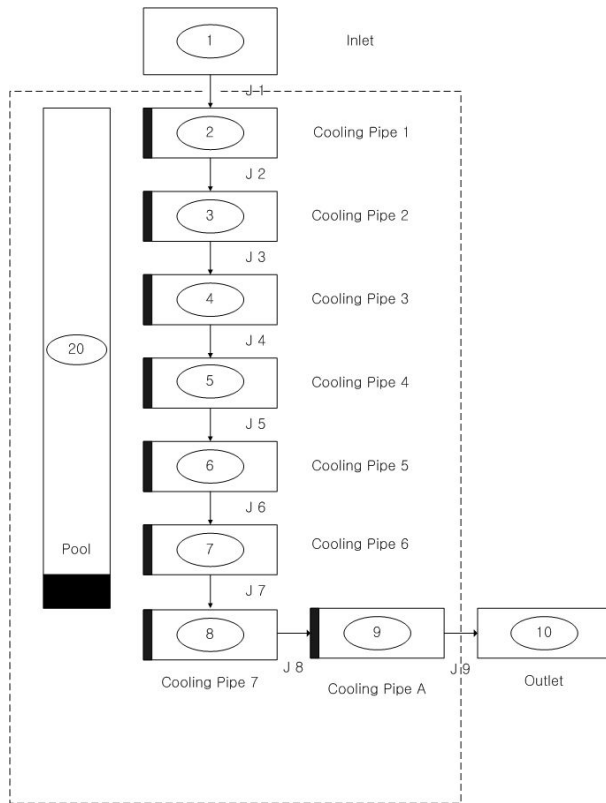 1
Inlet
J 1
2
Cooling Pipe 1
J 2
3
Cooling Pipe 2
J 3
4
Cooling Pipe 3
J 4
20
5
Cooling Pipe 4
J 5
6
Cooling Pipe 5
J 6
Pool
7
Cooling Pipe 6
J 7
8
9
10
J 8
J 9
Cooling Pipe 7
Cooling Pipe A
Outlet